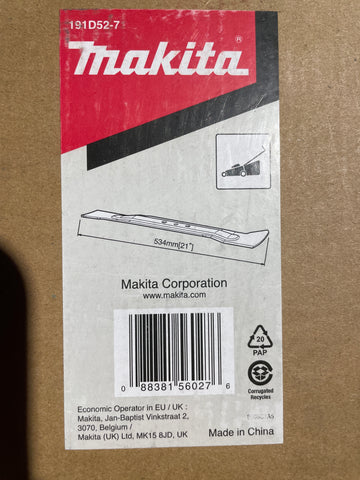 191D52-7
makita®
534mm[21"]
Makita Corporation
www.makita.com
0 88381 56027 6
20
PAP
Corrugated
Recycles
Economic Operator in EU / UK :
Makita, Jan-Baptist Vinkstraat 2,
3070, Belgium /
Makita (UK) Ltd, MK15 8JD, UK
Made in China